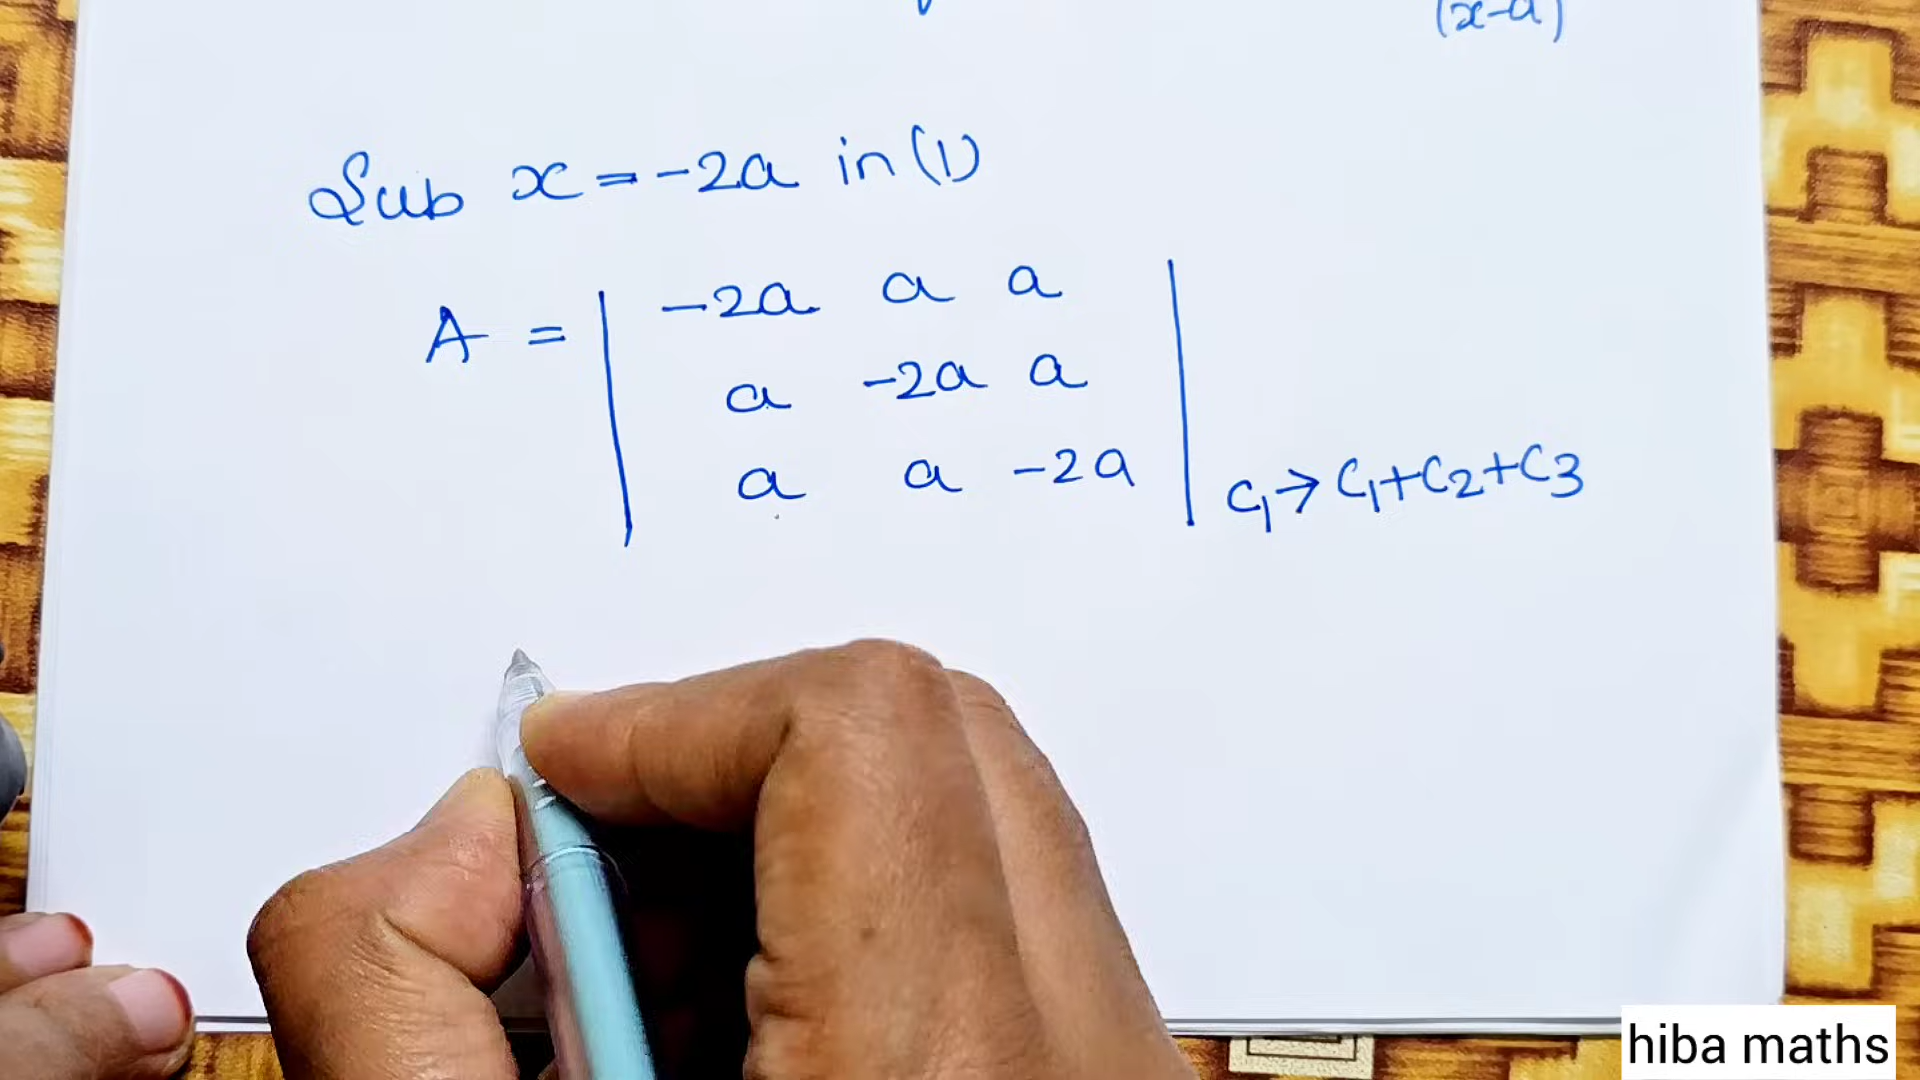 (x-a)
Sub x = -2a in (1)
A = | -2a a a |
a -2a a
a a -2a | C1 → C1+C2+C3
hiba maths